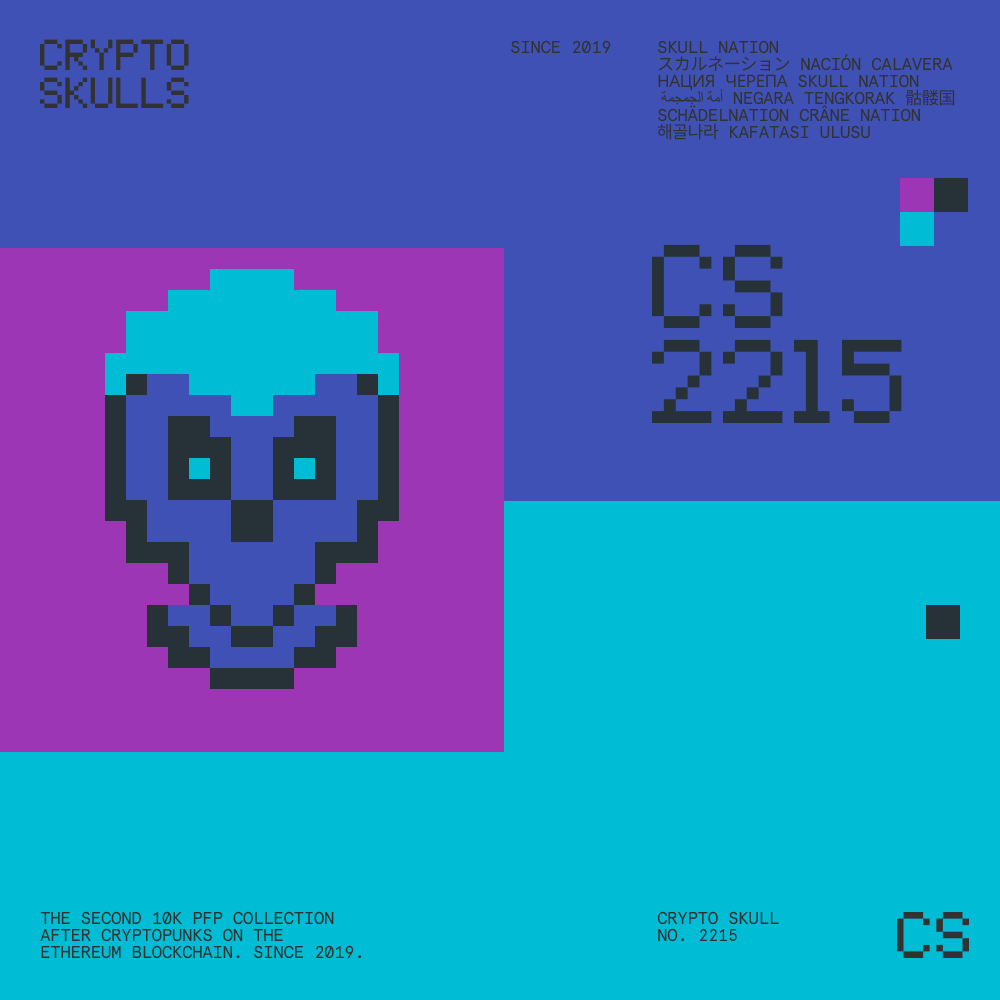 CRYPTO
SKULLS
SINCE 2019
SKULL NATION
スカルネーション NACIÓN CALAVERA
НАЦИЯ ЧЕРЕПА SKULL NATION
أمة الجمجمة NEGARA TENGKORAK 骷髅国
SCHÄDELNATION CRÂNE NATION
해골나라 KAFATASI ULUSU
CS
2215
THE SECOND 10K PFP COLLECTION
AFTER CRYPTOPUNKS ON THE
ETHEREUM BLOCKCHAIN. SINCE 2019.
CRYPTO SKULL
NO. 2215
CS